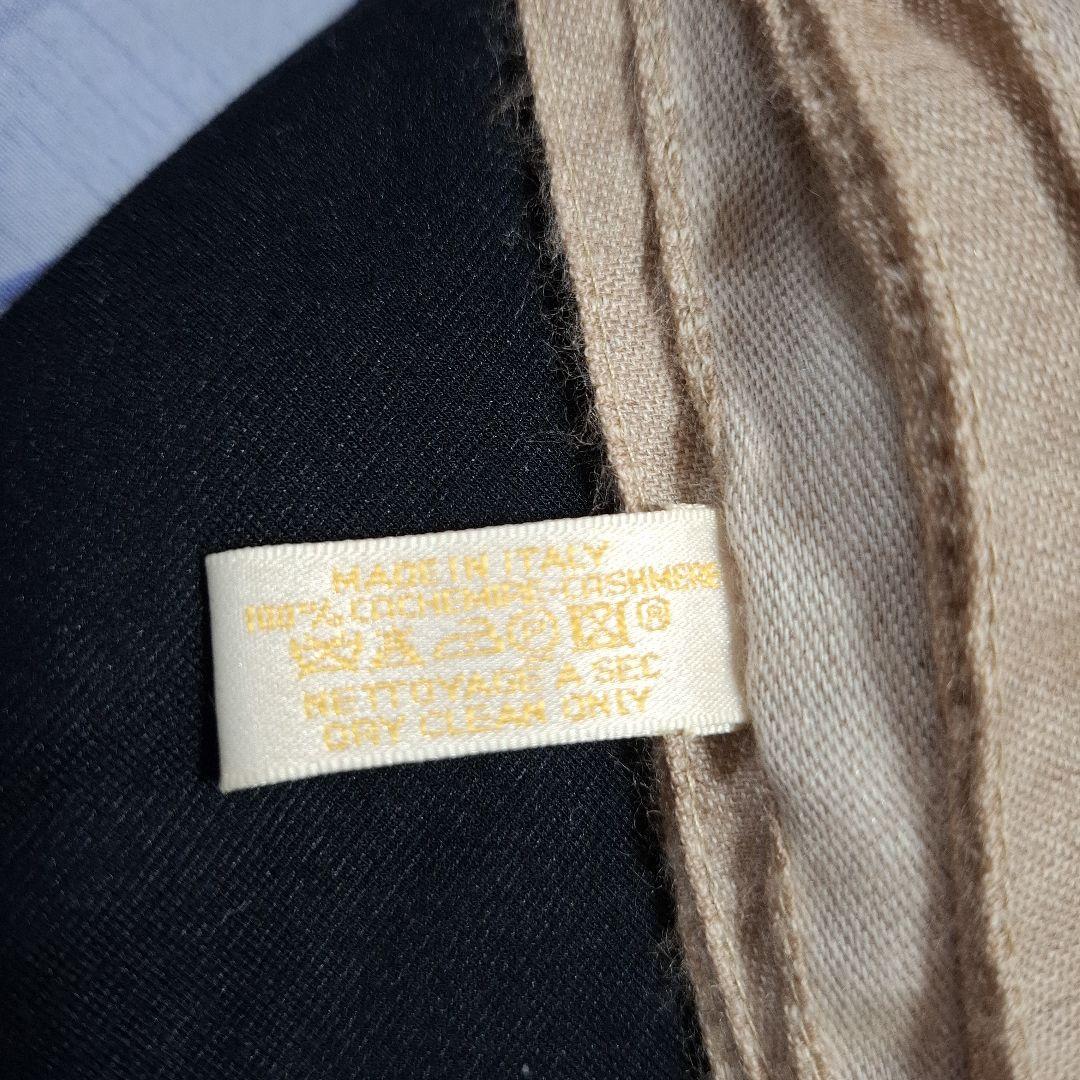 MADE IN ITALY
100% CACHEMIRE-CASHMERE
P ®
NETTOYAGE A SEC
DRY CLEAN ONLY